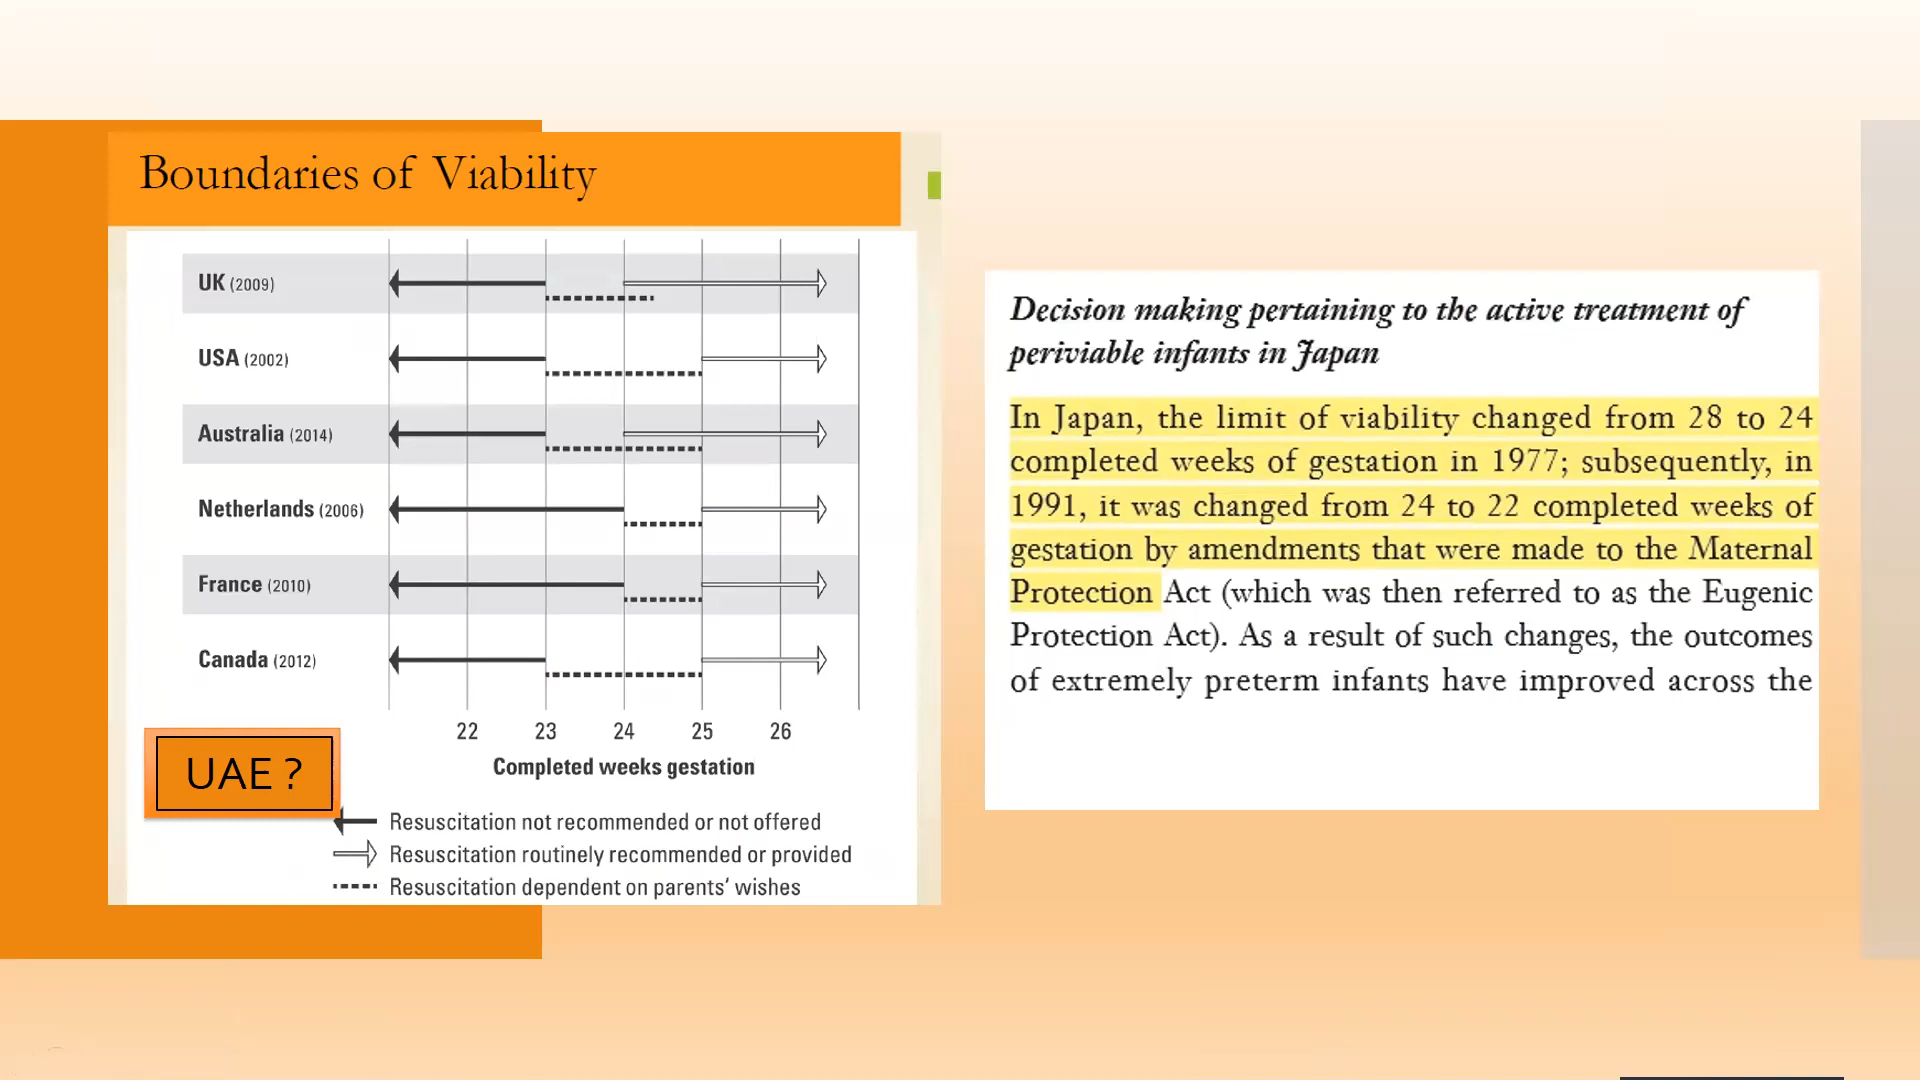 Boundaries of Viability
UK (2009)
USA (2002)
Australia (2014)
Netherlands (2006)
France (2010)
Canada (2012)
22 23 24 25 26
Completed weeks gestation
UAE ?
Resuscitation not recommended or not offered
Resuscitation routinely recommended or provided
Resuscitation dependent on parents' wishes
Decision making pertaining to the active treatment of
periviable infants in Japan
In Japan, the limit of viability changed from 28 to 24
completed weeks of gestation in 1977; subsequently, in
1991, it was changed from 24 to 22 completed weeks of
gestation by amendments that were made to the Maternal
Protection Act (which was then referred to as the Eugenic
Protection Act). As a result of such changes, the outcomes
of extremely preterm infants have improved across the